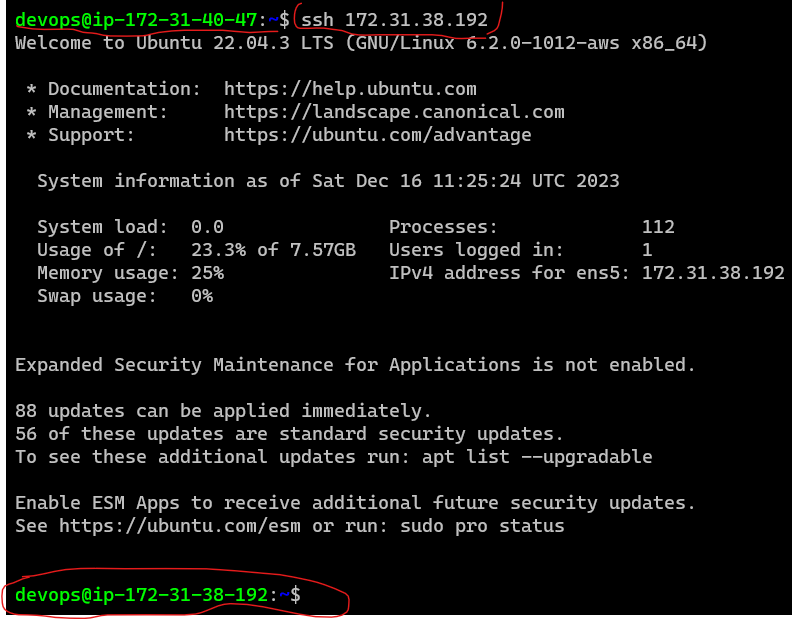 devops@ip-172-31-40-47:~$ ssh 172.31.38.192
Welcome to Ubuntu 22.04.3 LTS (GNU/Linux 6.2.0-1012-aws x86_64)
* Documentation:  https://help.ubuntu.com
* Management:     https://landscape.canonical.com
* Support:        https://ubuntu.com/advantage
System information as of Sat Dec 16 11:25:24 UTC 2023
System load:  0.0               Processes:             112
Usage of /:   23.3% of 7.57GB   Users logged in:       1
Memory usage: 25%               IPv4 address for ens5: 172.31.38.192
Swap usage:   0%
Expanded Security Maintenance for Applications is not enabled.
88 updates can be applied immediately.
56 of these updates are standard security updates.
To see these additional updates run: apt list --upgradable
Enable ESM Apps to receive additional future security updates.
See https://ubuntu.com/esm or run: sudo pro status
devops@ip-172-31-38-192:~$